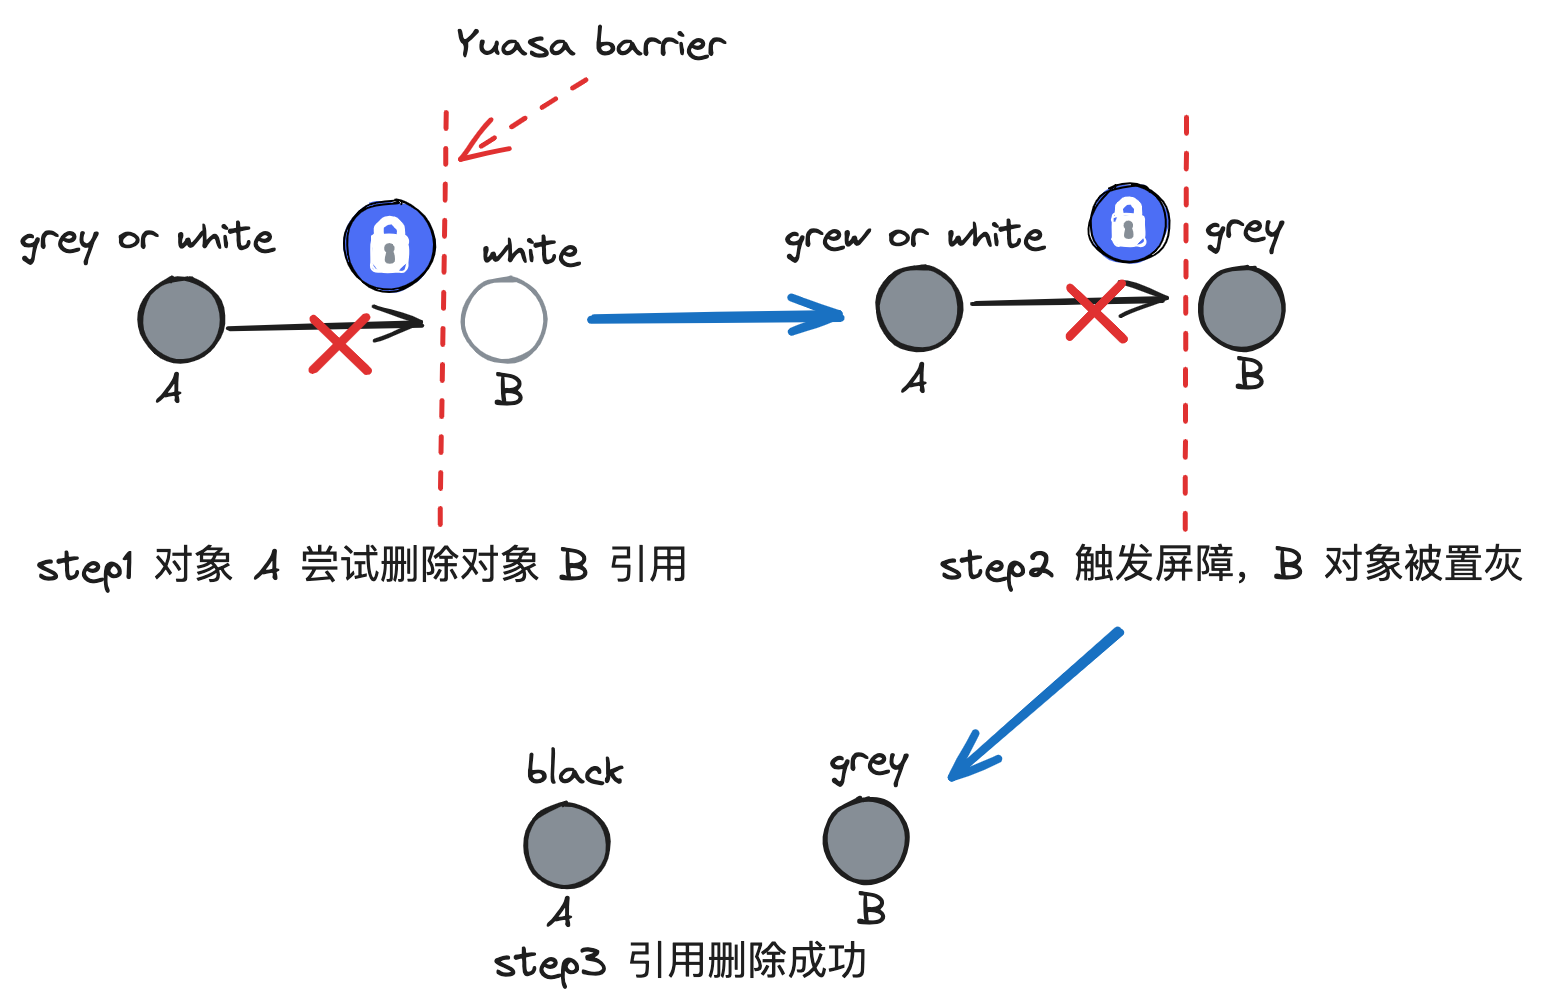 Yuasa barrier
grey or white
white
A
B
grew or white
grey
A
B
step1 对象 A 尝试删除对象 B 引用
step2 触发屏障，B 对象被置灰
black
grey
A
B
step3 引用删除成功